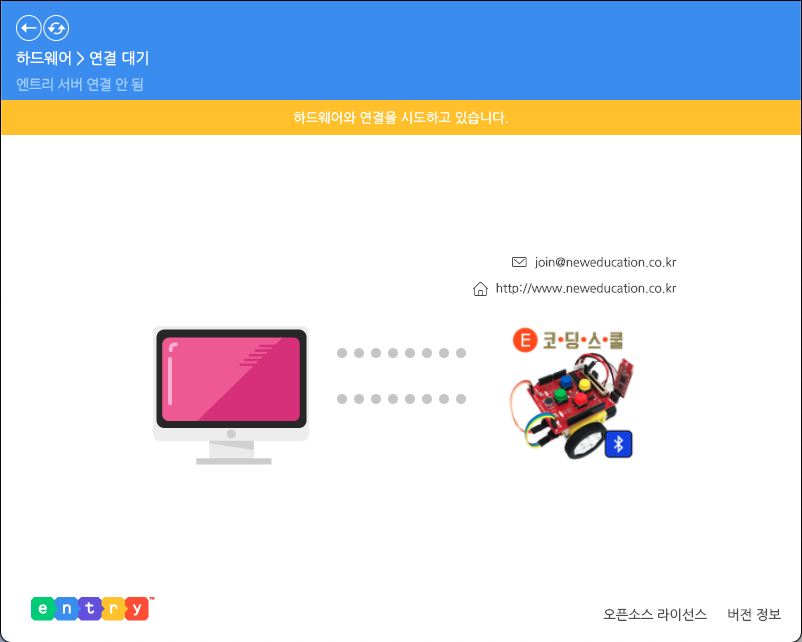 하드웨어 > 연결 대기
엔트리 서버 연결 안 됨
하드웨어와 연결을 시도하고 있습니다.
join@neweducation.co.kr
http://www.neweducation.co.kr
E 코•딩•스•쿨
entry™
오픈소스 라이선스 버전 정보